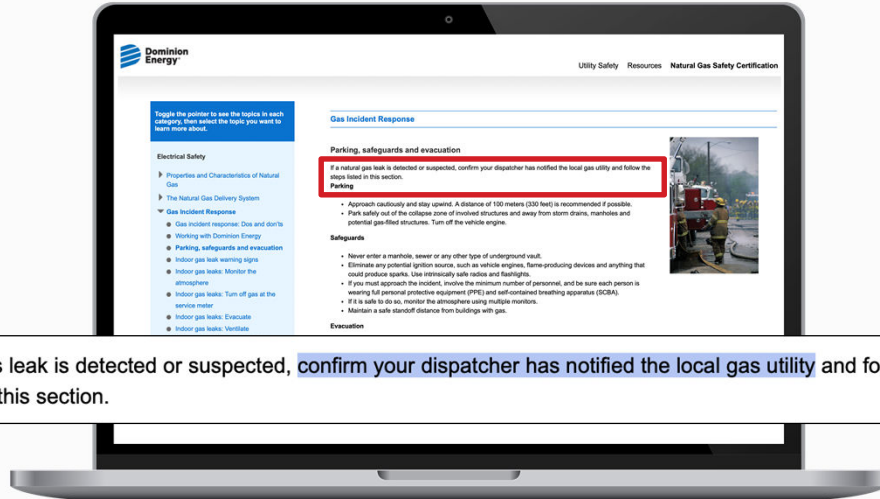 Dominion
Energy®
Utility Safety Resources Natural Gas Safety Certification
Toggle the pointer to see the topics in each
category, then select the topic you want to
learn more about.
Electrical Safety
Properties and Characteristics of Natural
Gas
The Natural Gas Delivery System
Gas Incident Response
Gas incident response: Dos and don'ts
Working with Dominion Energy
Parking, safeguards and evacuation
Indoor gas leak warning signs
Indoor gas leaks: Monitor the
atmosphere
Indoor gas leaks: Turn off gas at the
service meter
Indoor gas leaks: Evacuate
Indoor gas leaks: Ventilate
Gas Incident Response
Parking, safeguards and evacuation
If a natural gas leak is detected or suspected, confirm your dispatcher has notified the local gas utility and follow the
steps listed in this section.
Parking
• Approach cautiously and stay upwind. A distance of 100 meters (330 feet) is recommended if possible.
• Park safely out of the collapse zone of involved structures and away from storm drains, manholes and
potential gas-filled structures. Turn off the vehicle engine.
Safeguards
• Never enter a manhole, sewer or any other type of underground vault.
• Eliminate any potential ignition source, such as vehicle engines, flame-producing devices and anything that
could produce sparks. Use intrinsically safe radios and flashlights.
• If you must approach the incident, involve the minimum number of personnel, and be sure each person is
wearing full personal protective equipment (PPE) and self-contained breathing apparatus (SCBA).
• If it is safe to do so, monitor the atmosphere using multiple monitors.
• Maintain a safe standoff distance from buildings with gas.
Evacuation
s leak is detected or suspected, confirm your dispatcher has notified the local gas utility and fo
this section.